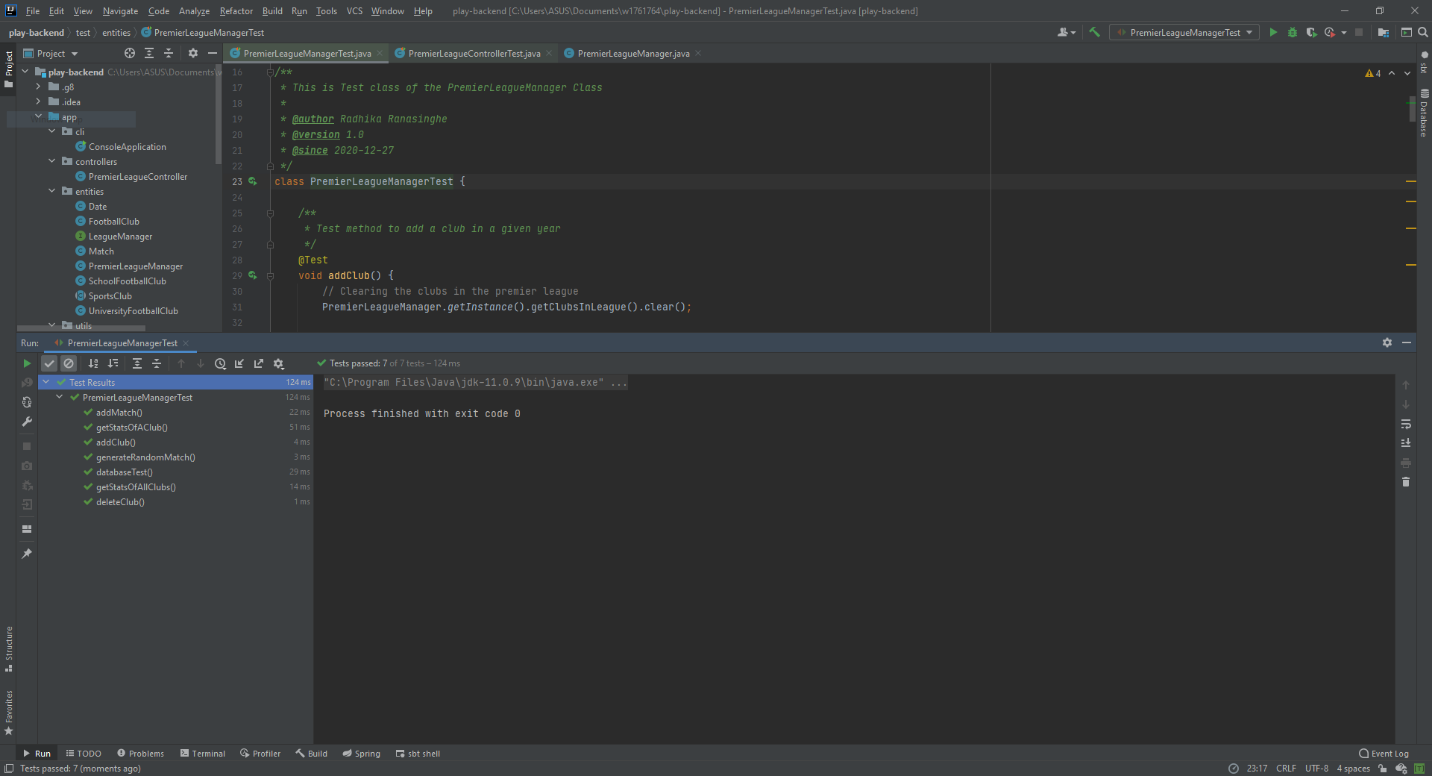 File Edit View Navigate Code Analyze Refactor Build Run Tools VCS Window Help play-backend [C:\Users\ASUS\Documents\w1761764\play-backend] - PremierLeagueManagerTest.java [play-backend]
play-backend test entities PremierLeagueManagerTest PremierLeagueManagerTest
Project PremierLeagueManagerTest.java PremierLeagueControllerTest.java PremierLeagueManager.java
Project
sbt
Database
play-backend C:\Users\ASUS\Documents\w
.g8
.idea
app
cli
ConsoleApplication
controllers
PremierLeagueController
entities
Date
FootballClub
LeagueManager
Match
PremierLeagueManager
SchoolFootballClub
SportsClub
UniversityFootballClub
utils
4
16 /**
17 * This is Test class of the PremierLeagueManager Class
18 *
19 * @author Radhika Ranasinghe
20 * @version 1.0
21 * @since 2020-12-27
22 */
23 class PremierLeagueManagerTest {
24
25 /**
26 * Test method to add a club in a given year
27 */
28 @Test
29 void addClub() {
30 // Clearing the clubs in the premier league
31 PremierLeagueManager.getInstance().getClubsInLeague().clear();
32
Run: PremierLeagueManagerTest
Tests passed: 7 of 7 tests – 124 ms
Test Results 124 ms
PremierLeagueManagerTest 124 ms
addMatch() 22 ms
getStatsOfAClub() 51 ms
addClub() 4 ms
generateRandomMatch() 3 ms
databaseTest() 29 ms
getStatsOfAllClubs() 14 ms
deleteClub() 1 ms
"C:\Program Files\Java\jdk-11.0.9\bin\java.exe" ...
Process finished with exit code 0
Structure
Favorites
Run TODO Problems Terminal Profiler Build Spring sbt shell Event Log
Tests passed: 7 (moments ago) 23:17 CRLF UTF-8 4 spaces